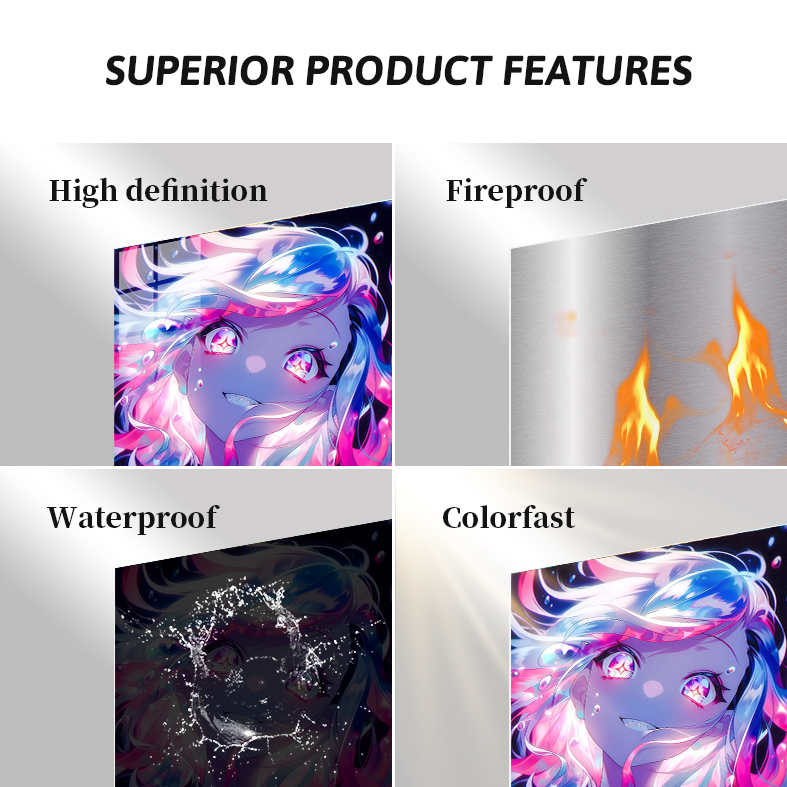 SUPERIOR PRODUCT FEATURES
High definition
Fireproof
Waterproof
Colorfast